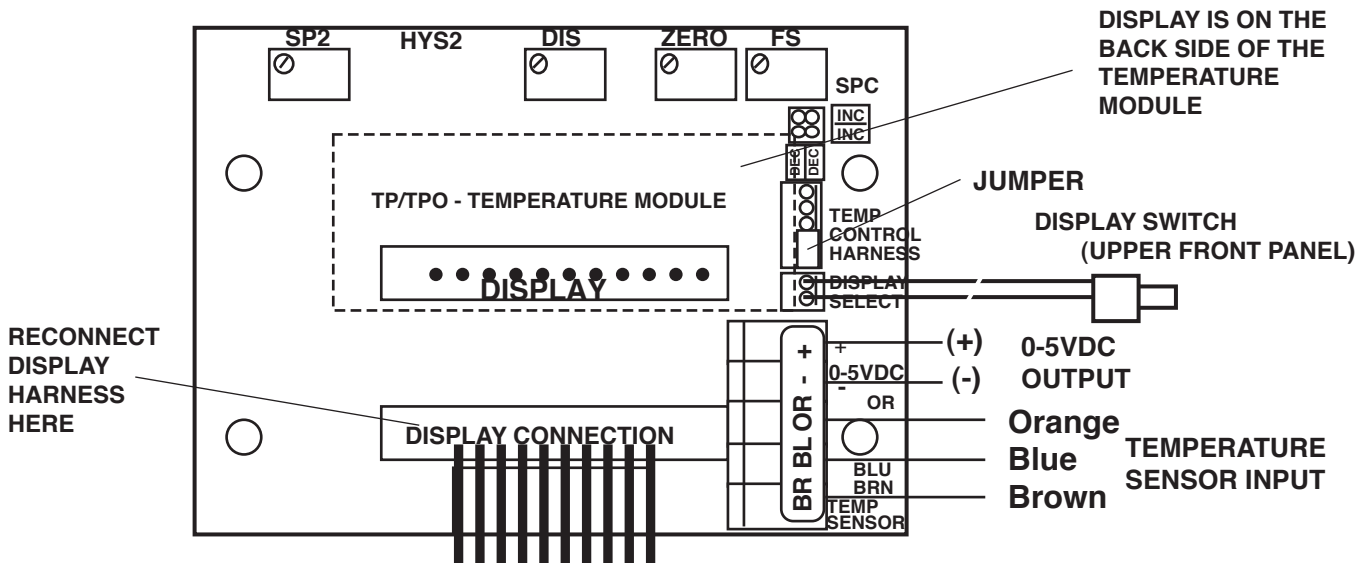 SP2
HYS2
DIS
ZERO
FS
DISPLAY IS ON THE
BACK SIDE OF THE
TEMPERATURE
MODULE
SPC
INC
INC
DEC
DEC
TP/TPO - TEMPERATURE MODULE
JUMPER
TEMP
CONTROL
HARNESS
DISPLAY SWITCH
(UPPER FRONT PANEL)
DISPLAY
DISPLAY
SELECT
RECONNECT
DISPLAY
HARNESS
HERE
DISPLAY CONNECTION
BR BL OR - +
+
0-5VDC
-
OR
BLU
BRN
TEMP
SENSOR
(+)
(-)
0-5VDC
OUTPUT
Orange
Blue
Brown
TEMPERATURE
SENSOR INPUT